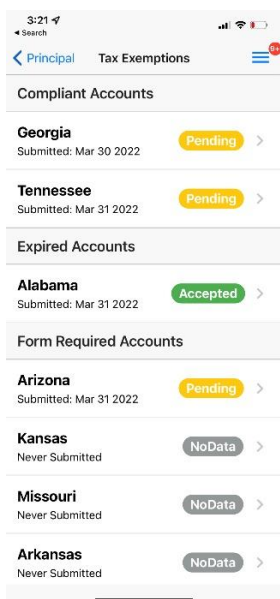 3:21
◂ Search
Principal Tax Exemptions 9+
Compliant Accounts
Georgia
Submitted: Mar 30 2022
Pending
Tennessee
Submitted: Mar 31 2022
Pending
Expired Accounts
Alabama
Submitted: Mar 31 2022
Accepted
Form Required Accounts
Arizona
Submitted: Mar 31 2022
Pending
Kansas
Never Submitted
NoData
Missouri
Never Submitted
NoData
Arkansas
Never Submitted
NoData